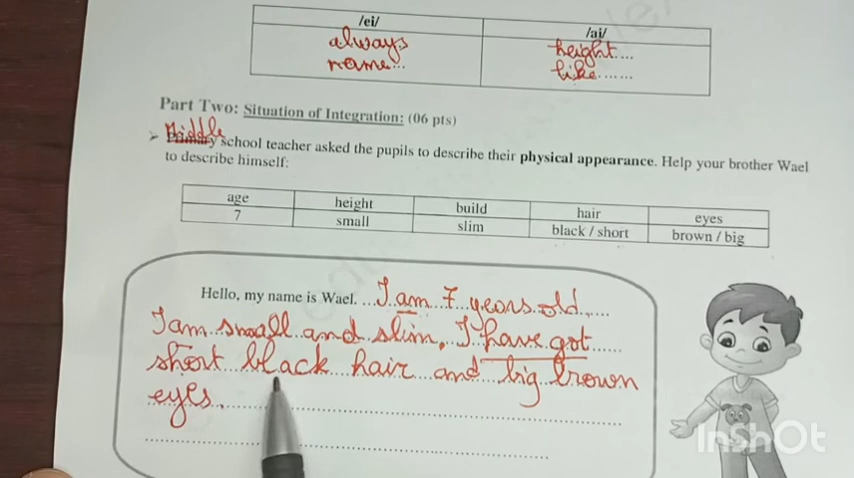 /ei/ /ai/
always height....
name... like.......
Part Two: Situation of Integration: (06 pts)
Middle
➤ Primary school teacher asked the pupils to describe their physical appearance. Help your brother Wael
to describe himself:
age height build hair eyes
7 small slim black / short brown / big
Hello, my name is Wael. ...I am 7 years old.....
I am small and slim. I have got......
short black hair and big brown
eyes.
InShOt